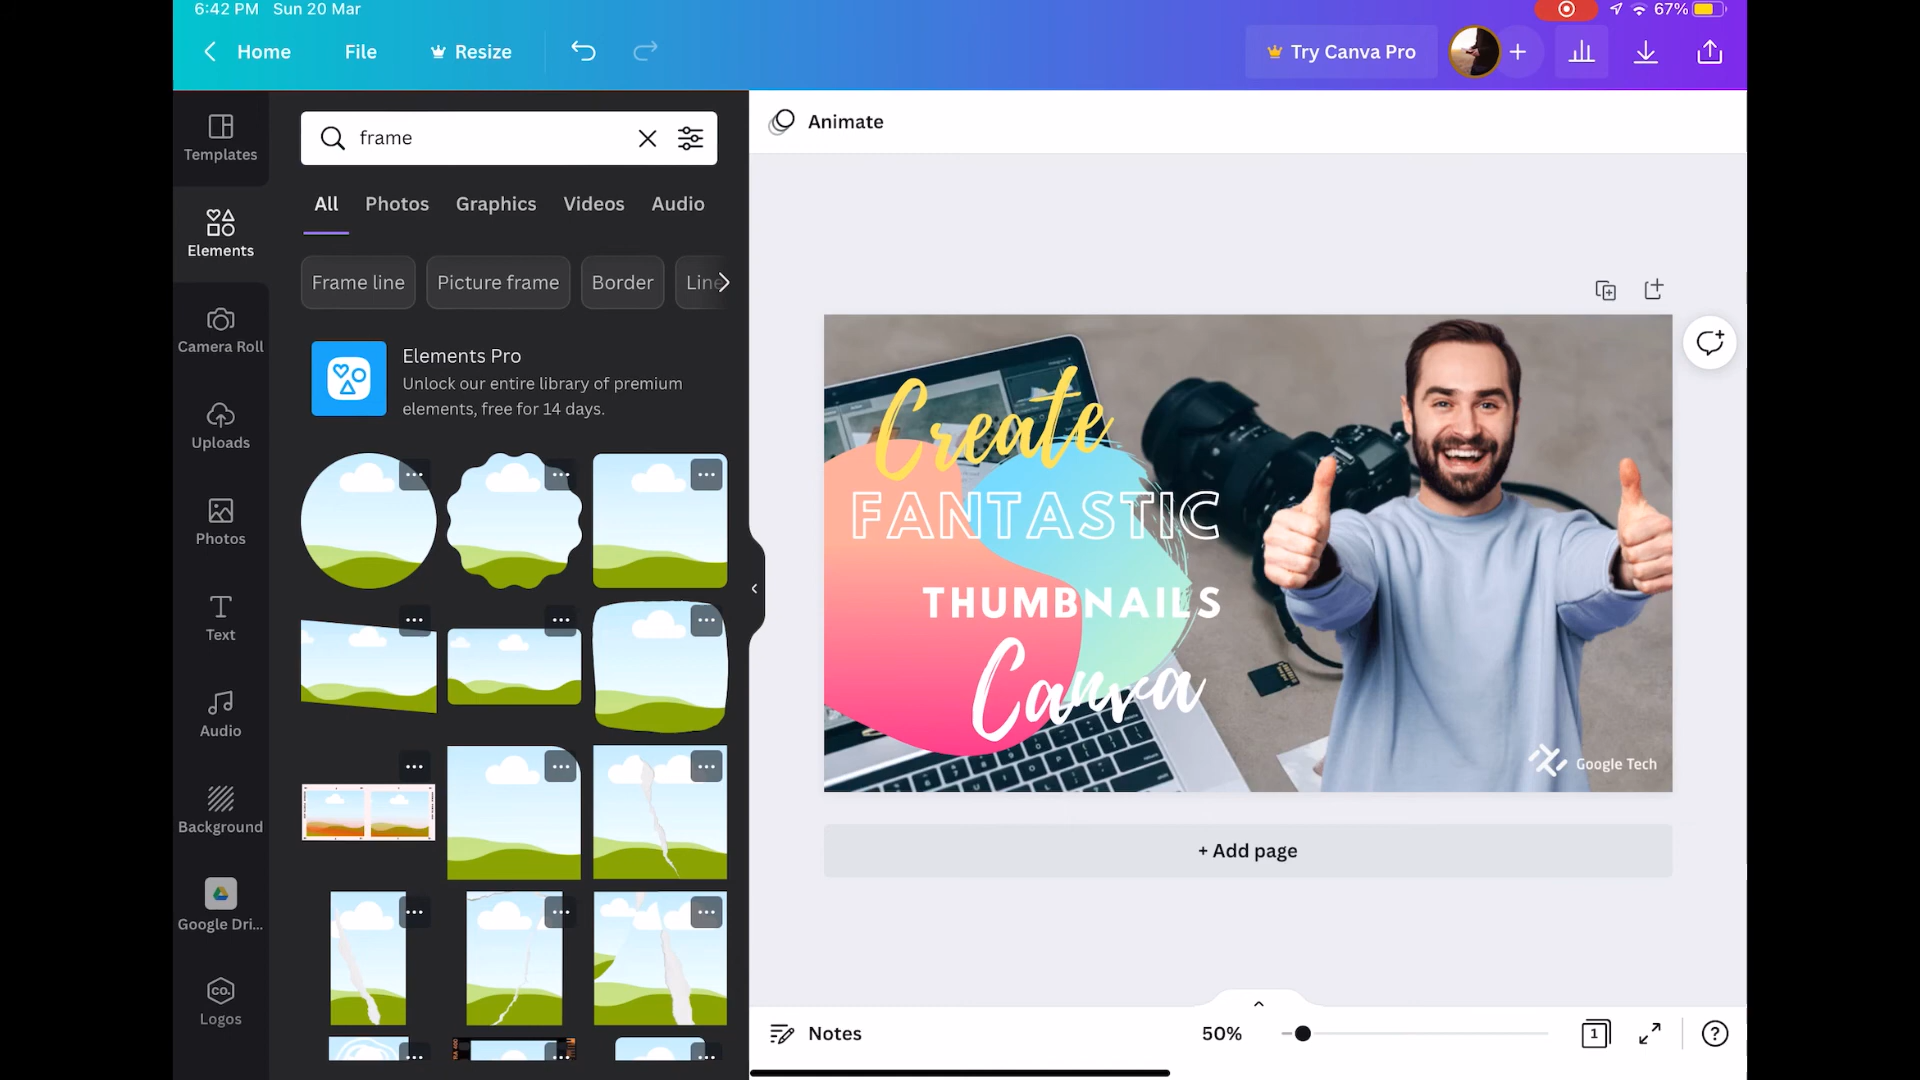 6:42 PM Sun 20 Mar
67%
Home
File
Resize
Try Canva Pro
Templates
Elements
Camera Roll
Uploads
Photos
Text
Audio
Background
Google Dri...
CO.
Logos
frame
All
Photos
Graphics
Videos
Audio
Frame line
Picture frame
Border
Line
Elements Pro
Unlock our entire library of premium
elements, free for 14 days.
Animate
Create
FANTASTIC
THUMBNAILS
Canva
Google Tech
+ Add page
Notes
50%
1
?